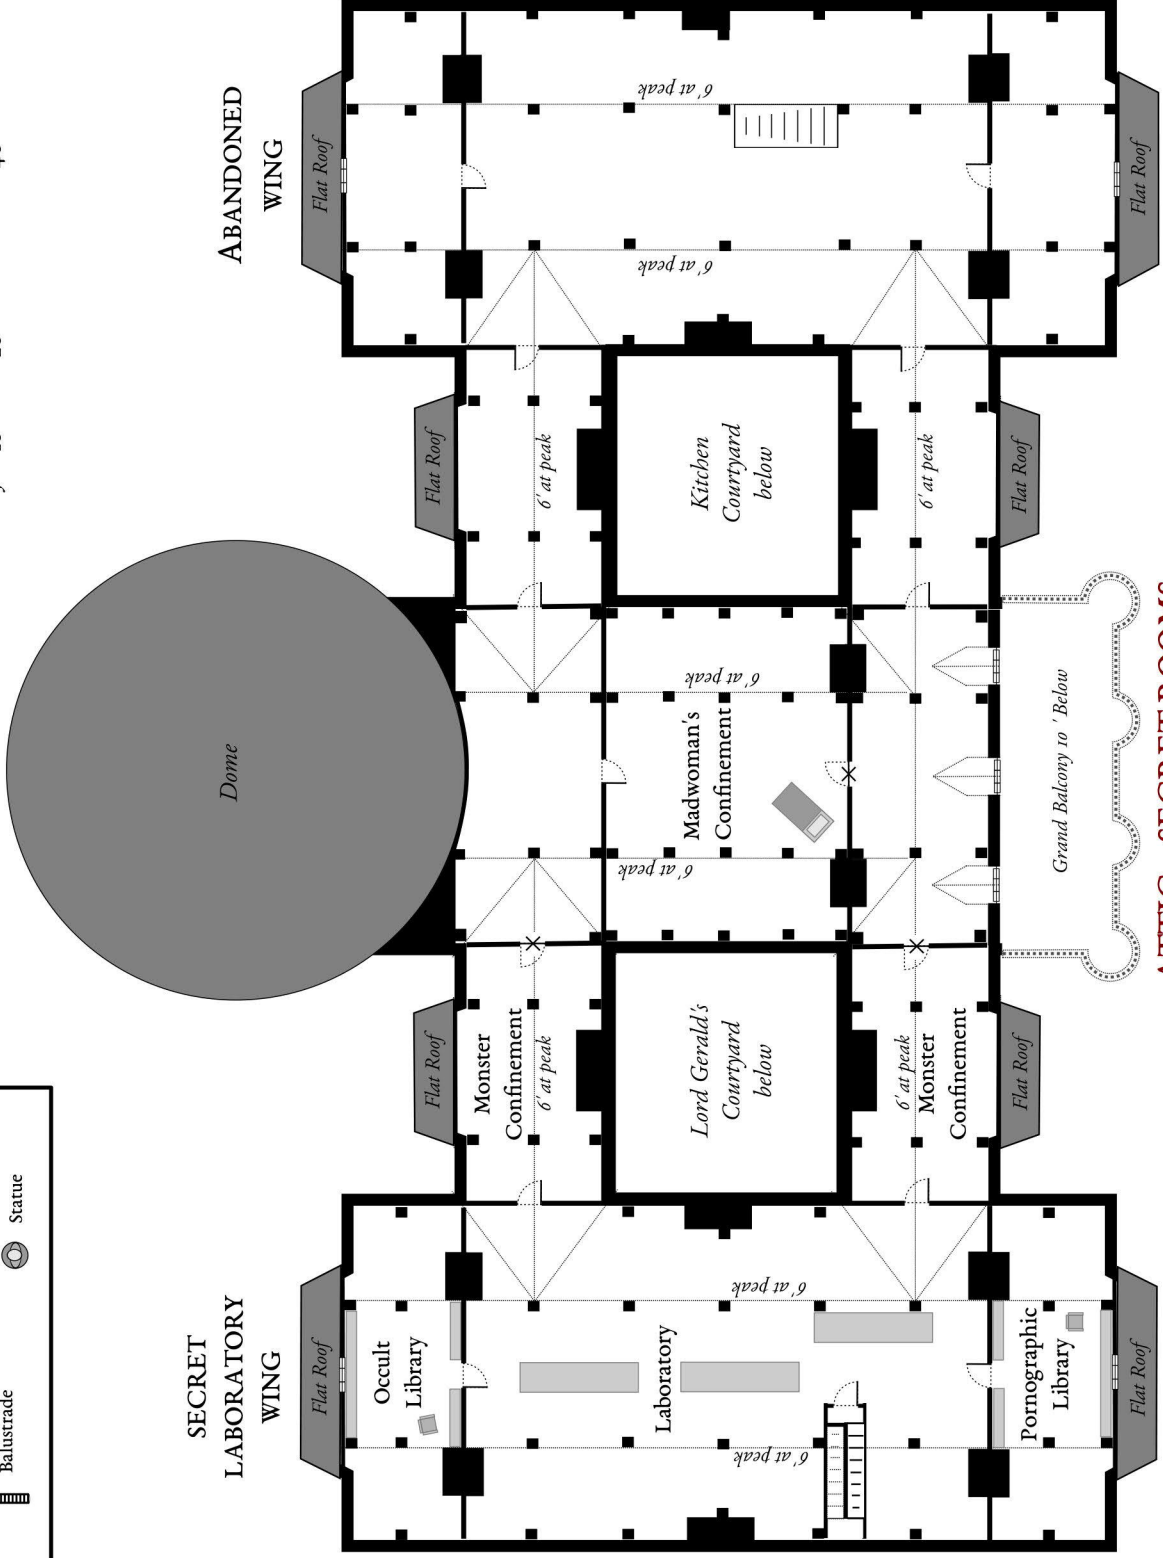 Balustrade
Statue
SECRET
LABORATORY
WING
ABANDONED
WING
Dome
Flat Roof
Flat Roof
Occult
Library
Flat Roof
Monster
Confinement
6' at peak
Flat Roof
6' at peak
Laboratory
6' at peak
6' at peak
Lord Gerald's
Courtyard
below
6' at peak
Madwoman's
Confinement
6' at peak
Kitchen
Courtyard
below
6' at peak
6' at peak
6' at peak
Monster
Confinement
6' at peak
Pornographic
Library
Flat Roof
Flat Roof
Grand Balcony 10 ' Below
Flat Roof
Flat Roof